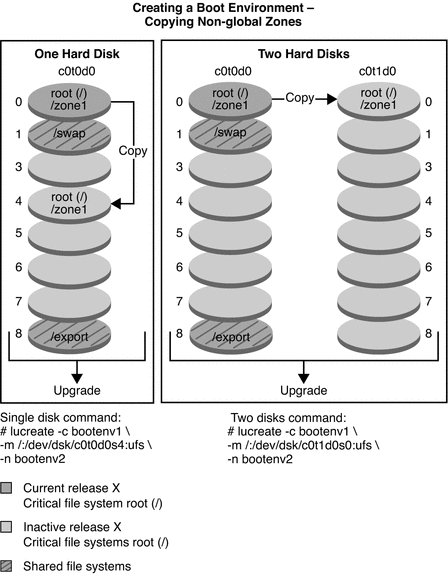 Creating a Boot Environment –
Copying Non-global Zones
One Hard Disk
c0t0d0
0
root (/)
/zone1
1
/swap
Copy
3
4
root (/)
/zone1
5
6
7
8
/export
Upgrade
Two Hard Disks
c0t0d0
c0t1d0
0
root (/)
/zone1
Copy
root (/)
/zone1
0
1
/swap
1
3
3
4
4
5
5
6
6
7
7
8
/export
8
Upgrade
Single disk command:
# lucreate -c bootenv1 \
-m /:/dev/dsk/c0t0d0s4:ufs \
-n bootenv2
Two disks command:
# lucreate -c bootenv1 \
-m /:/dev/dsk/c0t1d0s0:ufs \
-n bootenv2
Current release X
Critical file system root (/)
Inactive release X
Critical file systems root (/)
Shared file systems